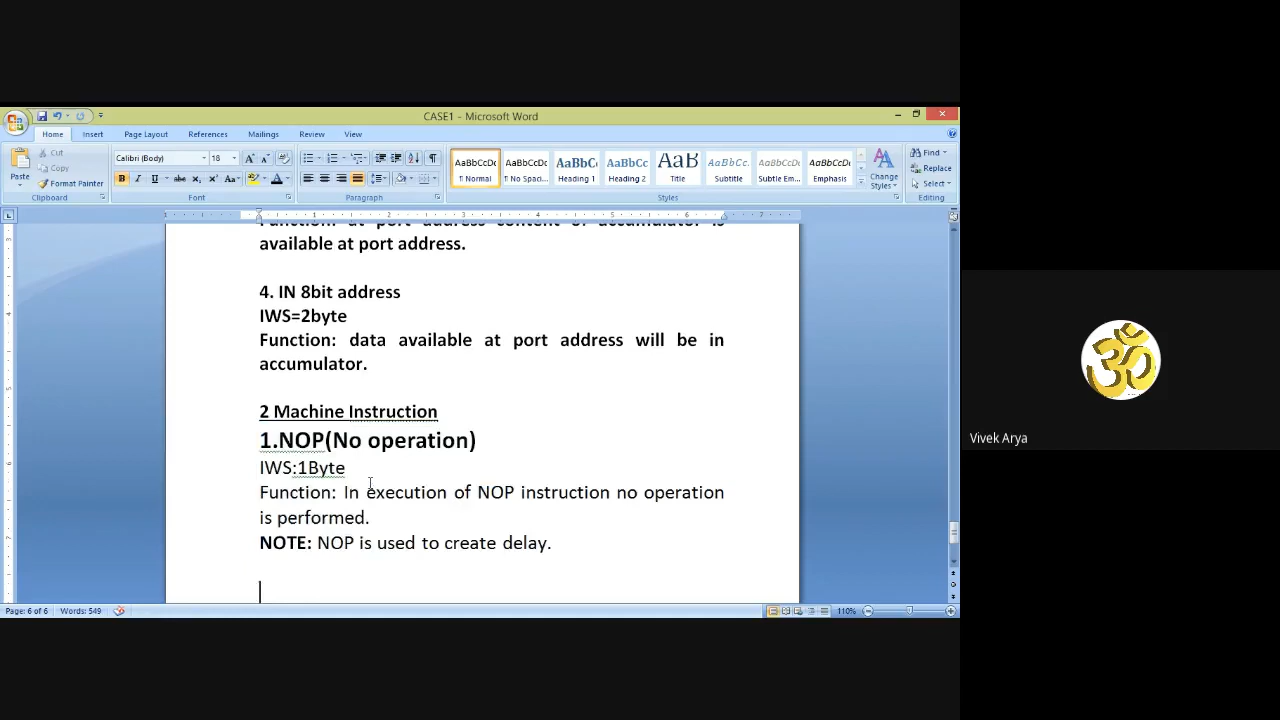 CASE1 - Microsoft Word
Home Insert Page Layout References Mailings Review View
Paste
Cut
Copy
Format Painter
Clipboard
Calibri (Body) 18
Font
Paragraph
AaBbCcDc AaBbCcDc AaBbC AaBbCc AaB AaBbCcL AaBbCcDc AaBbCcDc
¶ Normal ¶ No Spaci... Heading 1 Heading 2 Title Subtitle Subtle Em... Emphasis
Change Styles
Styles
Find
Replace
Select
Editing
Function: at port address content of accumulator is
available at port address.
4. IN 8bit address
IWS=2byte
Function: data available at port address will be in
accumulator.
2 Machine Instruction
1.NOP(No operation)
IWS:1Byte
Function: In execution of NOP instruction no operation
is performed.
NOTE: NOP is used to create delay.
Page: 6 of 6 Words: 549 110%
ॐ
Vivek Arya